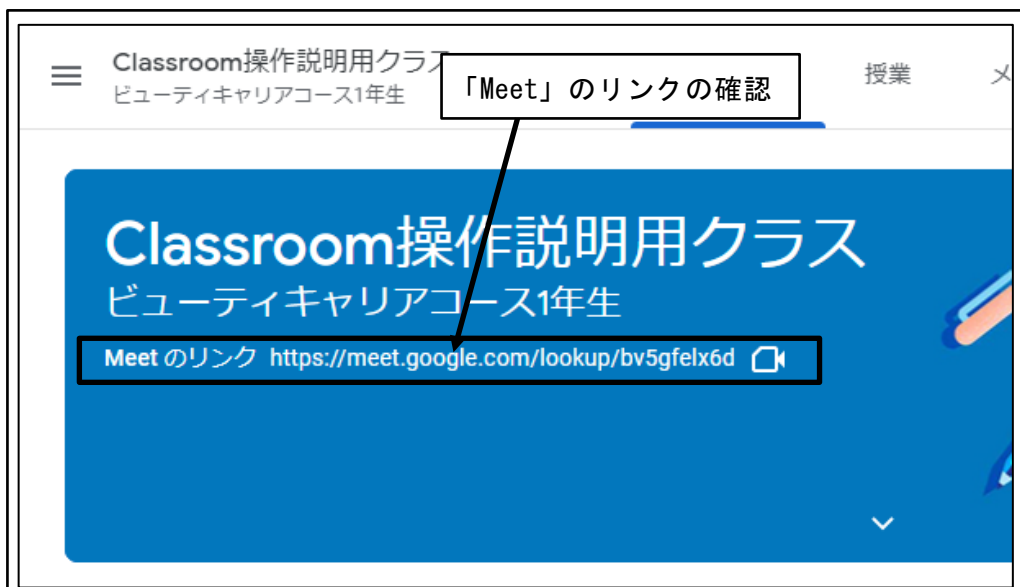 Classroom操作説明用クラス
ビューティキャリアコース1年生
「Meet」のリンクの確認
授業
Classroom操作説明用クラス
ビューティキャリアコース1年生
Meet のリンク https://meet.google.com/lookup/bv5gfelx6d